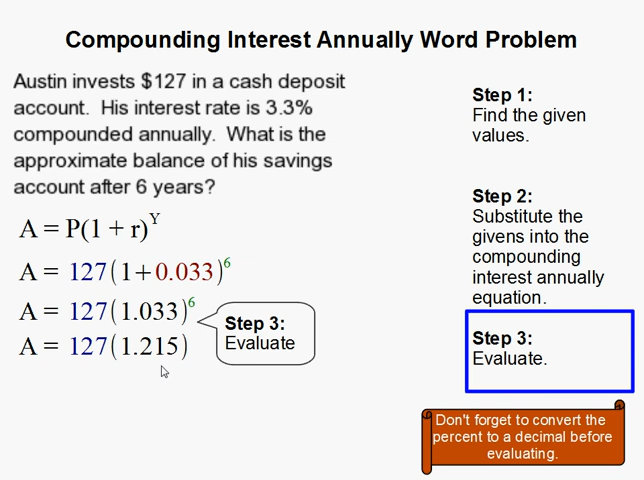 Compounding Interest Annually Word Problem
Austin invests $127 in a cash deposit
account.  His interest rate is 3.3%
compounded annually.  What is the
approximate balance of his savings
account after 6 years?
A = P(1 + r)^Y
A = 127(1+0.033)^6
A = 127(1.033)^6
A = 127(1.215)
Step 3:
Evaluate
Step 1:
Find the given
values.
Step 2:
Substitute the
givens into the
compounding
interest annually
equation.
Step 3:
Evaluate.
Don't forget to convert the
percent to a decimal before
evaluating.